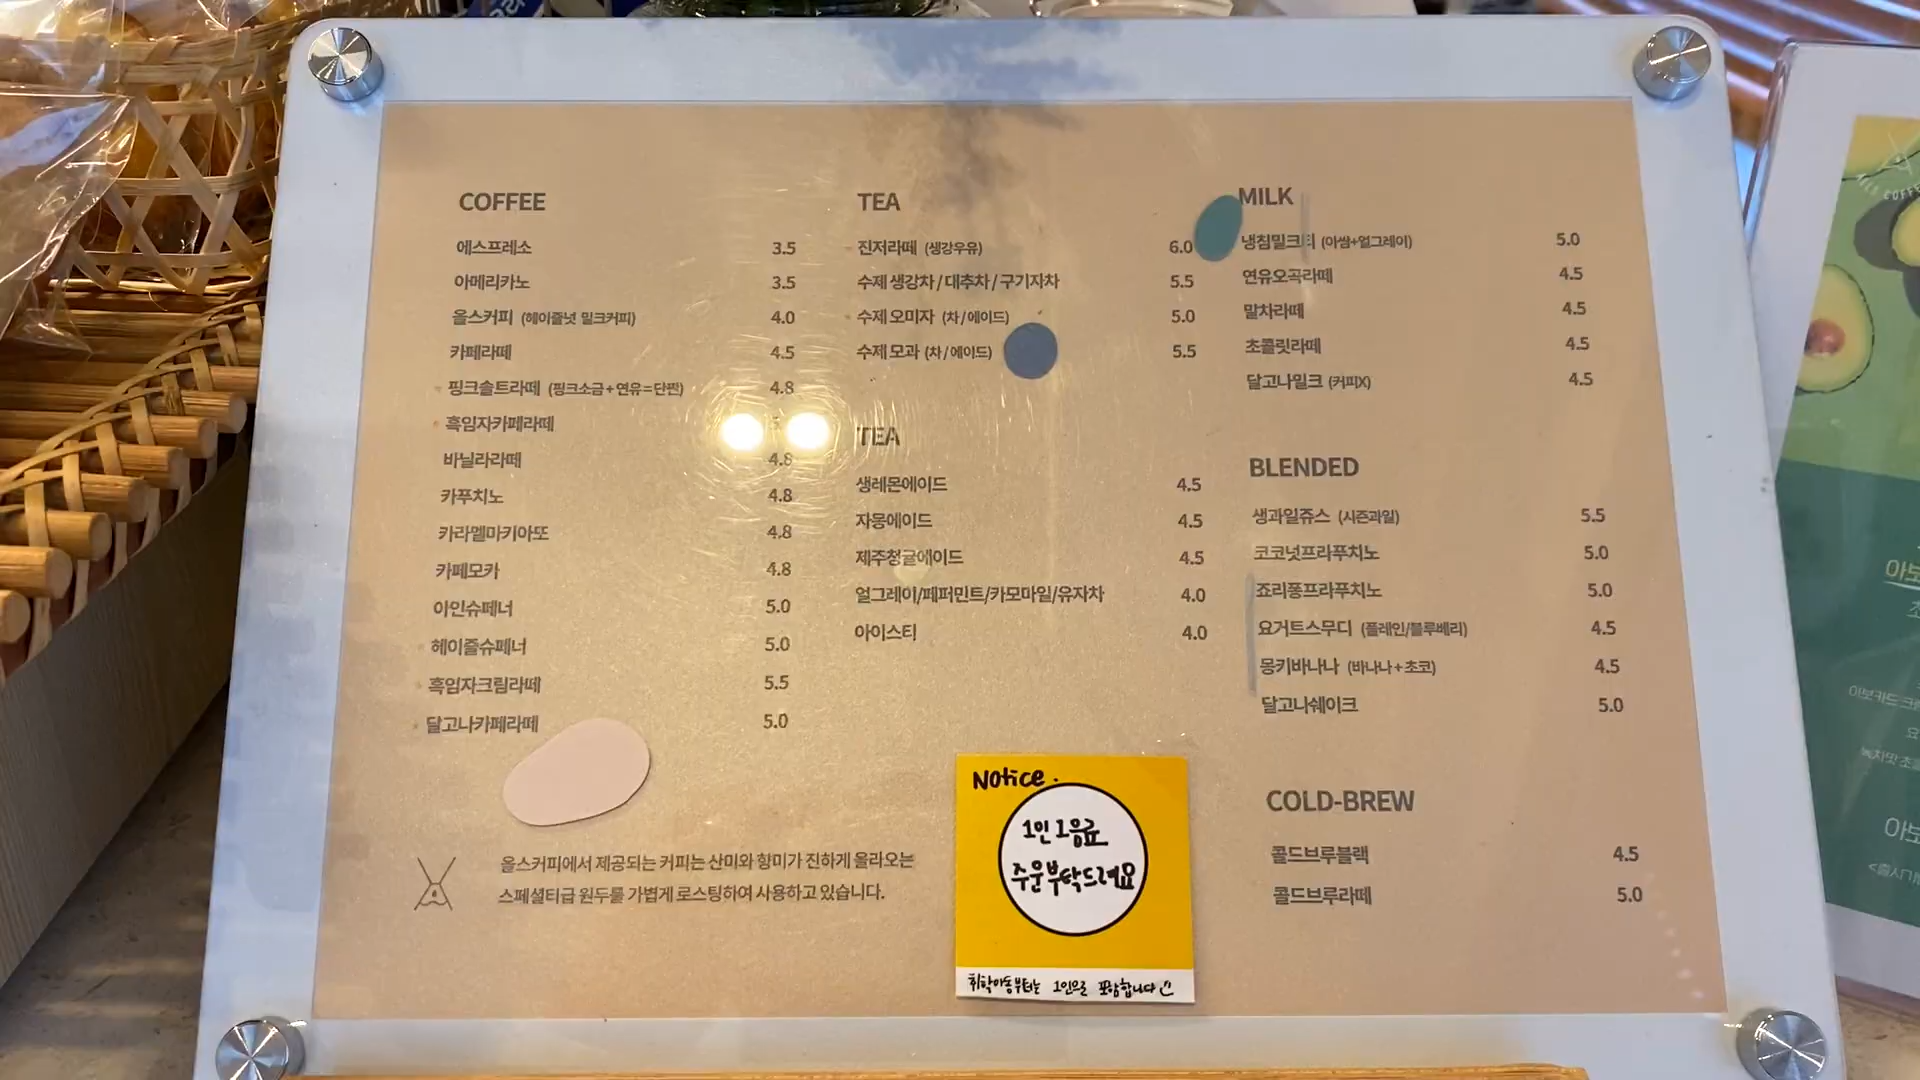 COFFEE
에스프레소 3.5
아메리카노 3.5
올스커피 (헤이즐넛 밀크커피) 4.0
카페라떼 4.5
핑크솔트라떼 (핑크소금+연유=단짠) 4.8
흑임자카페라떼
바닐라라떼 4.8
카푸치노 4.8
카라멜마키아또 4.8
카페모카 4.8
아인슈페너 5.0
헤이즐슈페너 5.0
흑임자크림라떼 5.5
달고나카페라떼 5.0
TEA
진저라떼 (생강우유) 6.0
수제 생강차 / 대추차 / 구기자차 5.5
수제 오미자 (차 / 에이드) 5.0
수제 모과 (차 / 에이드) 5.5
TEA
생레몬에이드 4.5
자몽에이드 4.5
제주청귤에이드 4.5
얼그레이/페퍼민트/카모마일/유자차 4.0
아이스티 4.0
MILK
냉침밀크티 (아쌈+얼그레이) 5.0
연유오곡라떼 4.5
말차라떼 4.5
초콜릿라떼 4.5
달고나밀크 (커피X) 4.5
BLENDED
생과일쥬스 (시즌과일) 5.5
코코넛프라푸치노 5.0
죠리퐁프라푸치노 5.0
요거트스무디 (플레인/블루베리) 4.5
몽키바나나 (바나나+초코) 4.5
달고나쉐이크 5.0
COLD-BREW
콜드브루블랙 4.5
콜드브루라떼 5.0
올스커피에서 제공되는 커피는 산미와 향미가 진하게 올라오는
스페셜티급 원두를 가볍게 로스팅하여 사용하고 있습니다.
Notice.
1인 1음료
주문부탁드려요
취학아동부터는 1인으로 포함합니다